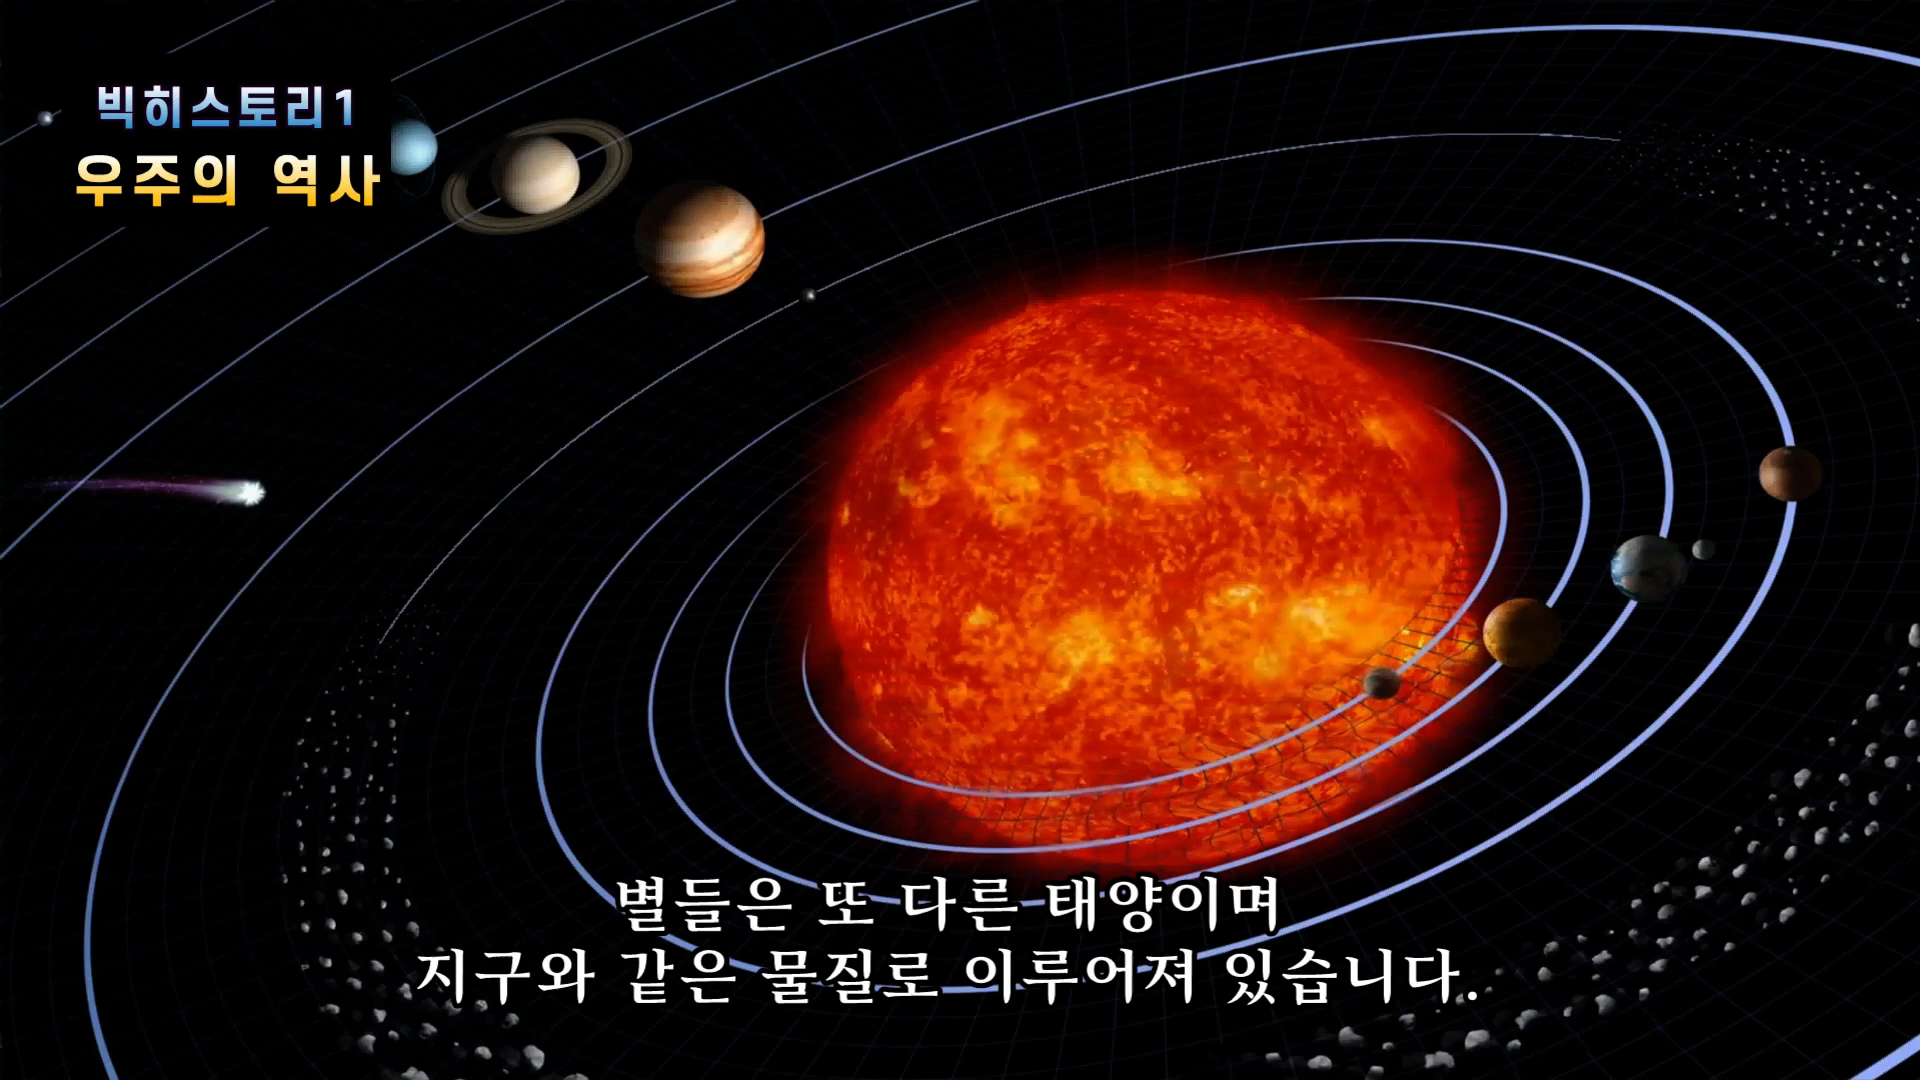 빅히스토리1
우주의 역사
별들은 또 다른 태양이며
지구와 같은 물질로 이루어져 있습니다.